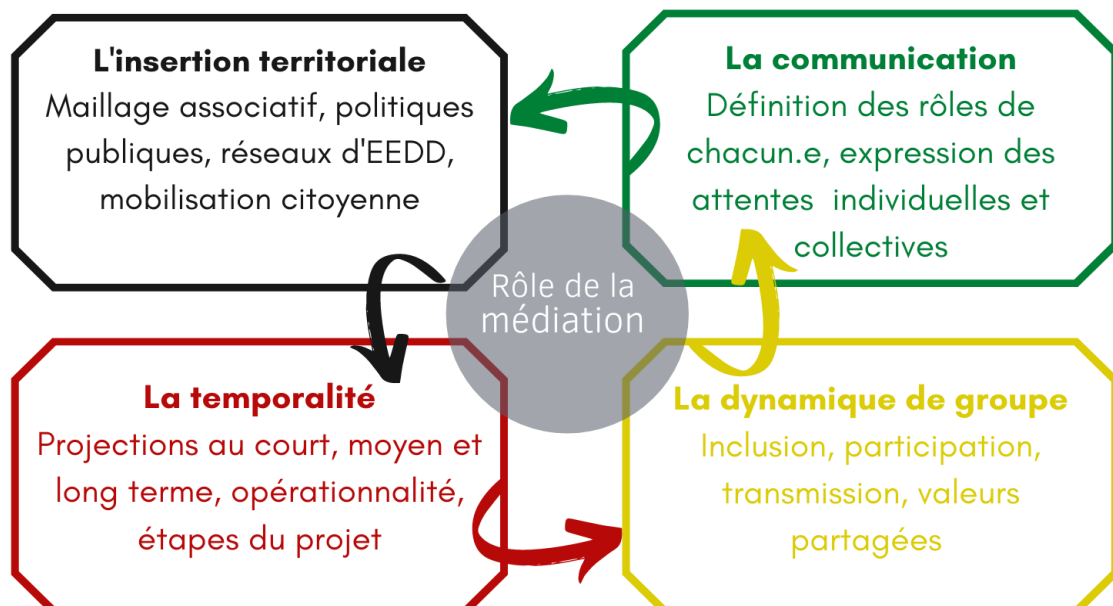 L'insertion territoriale
Maillage associatif, politiques
publiques, réseaux d'EEDD,
mobilisation citoyenne
La communication
Définition des rôles de
chacun.e, expression des
attentes individuelles et
collectives
Rôle de la
médiation
La temporalité
Projections au court, moyen et
long terme, opérationnalité,
étapes du projet
La dynamique de groupe
Inclusion, participation,
transmission, valeurs
partagées